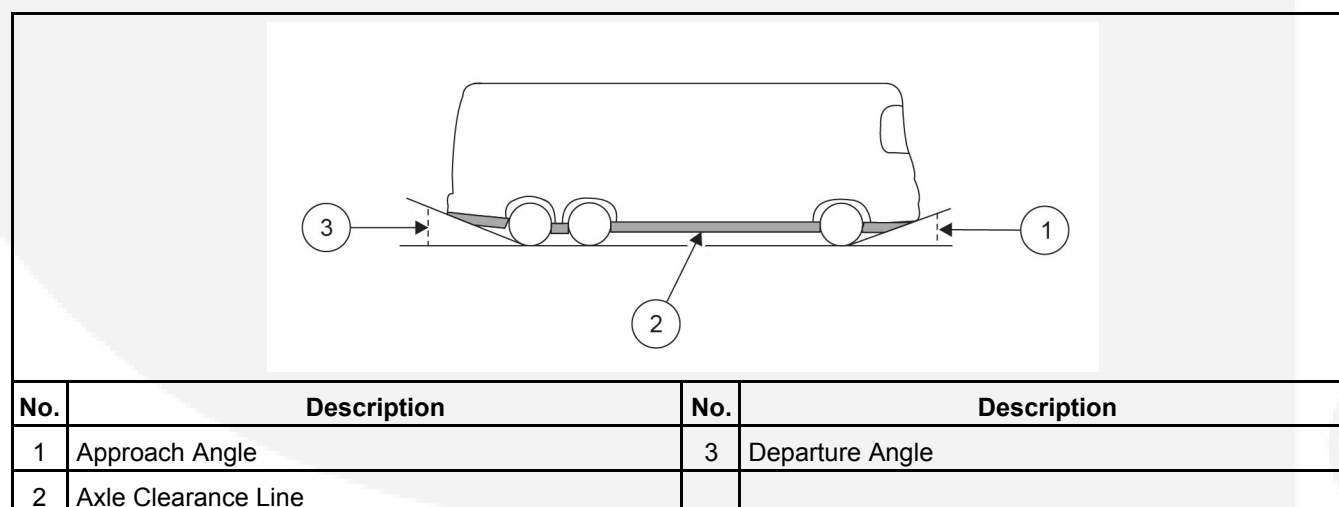 3
1
2
No. Description No. Description
1 Approach Angle 3 Departure Angle
2 Axle Clearance Line